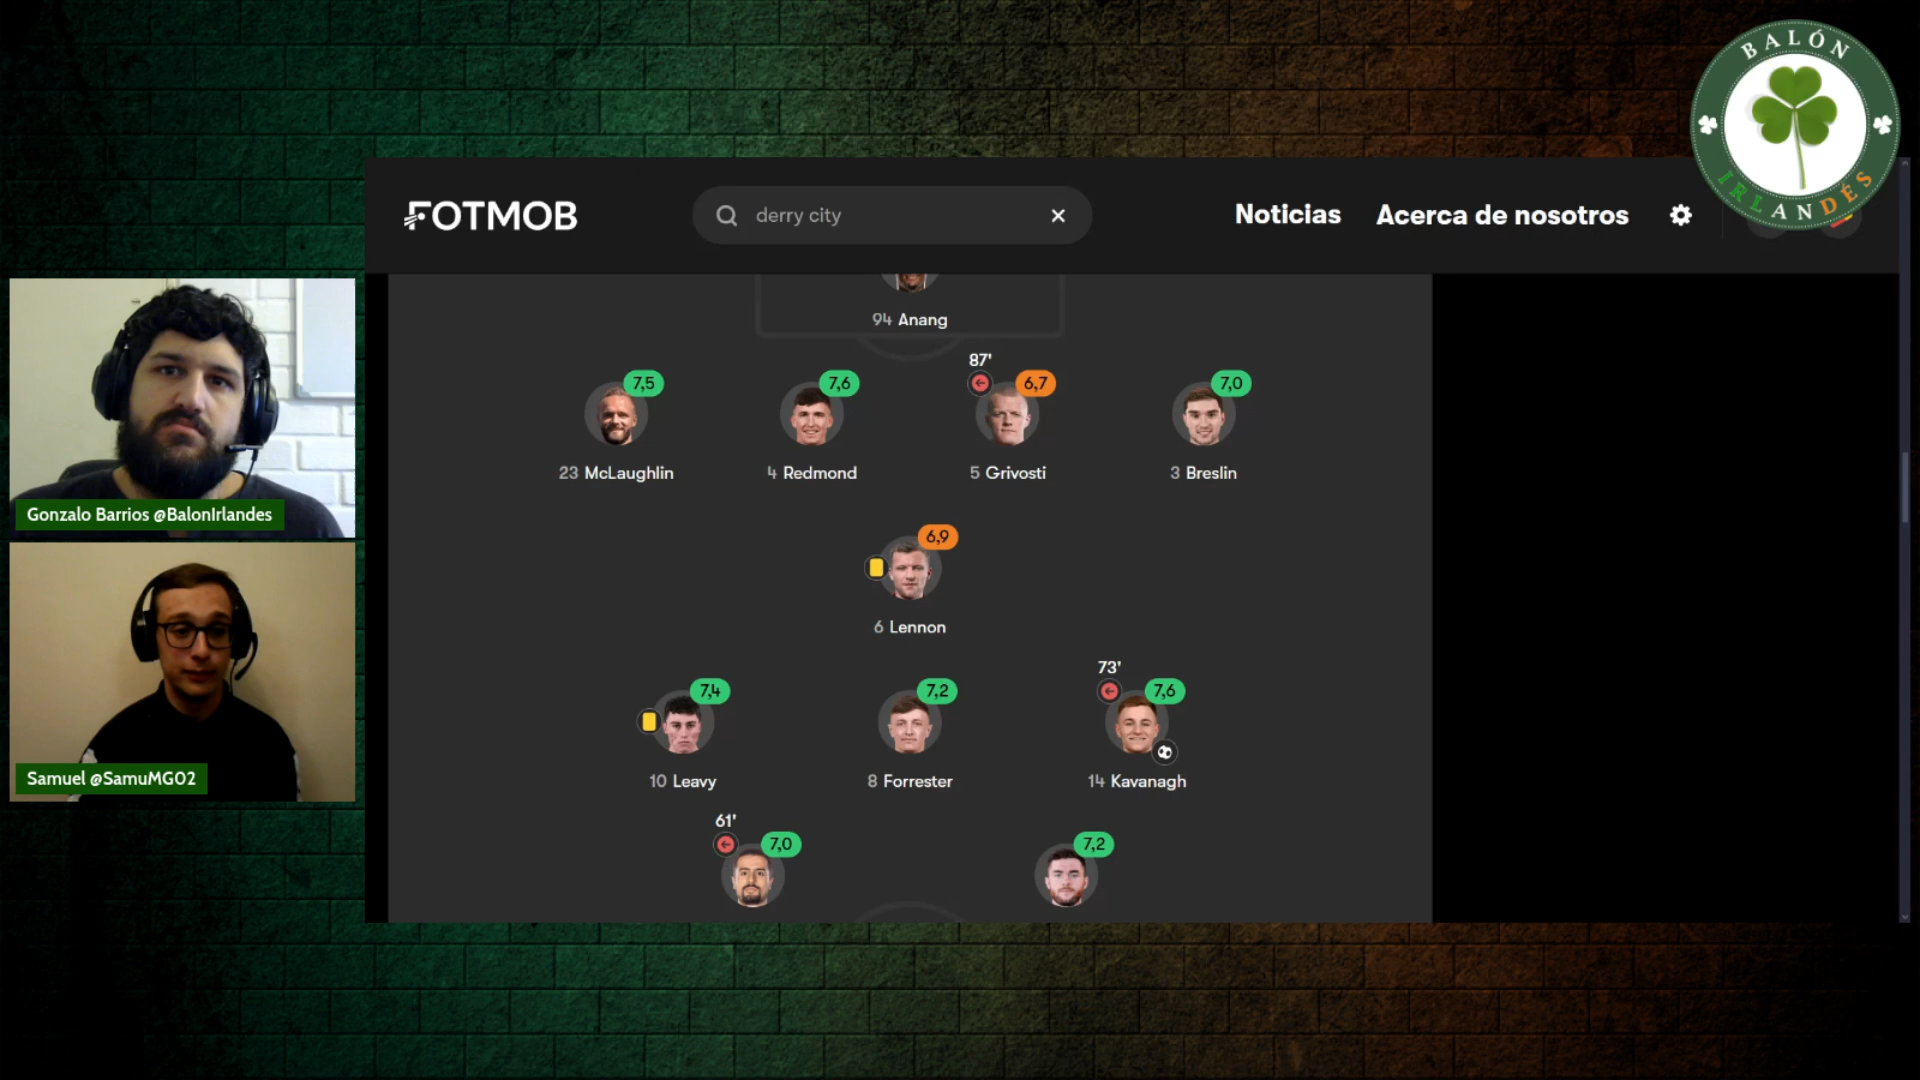 BALÓN
IRLANDÉS
FOTMOB
derry city
Noticias
Acerca de nosotros
94 Anang
87'
7,5
7,6
6,7
7,0
23 McLaughlin
4 Redmond
5 Grivosti
3 Breslin
6,9
6 Lennon
73'
7,4
7,2
7,6
10 Leavy
8 Forrester
14 Kavanagh
61'
7,0
7,2
Gonzalo Barrios @BalonIrlandes
Samuel @SamuMG02